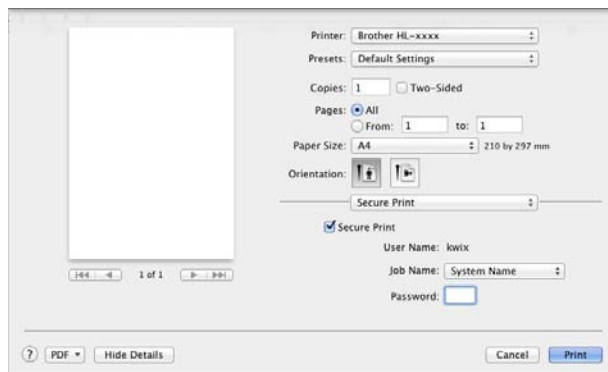 Printer: Brother HL-xxxx
Presets: Default Settings
Copies: 1 Two-Sided
Pages: All
From: 1 to: 1
Paper Size: A4 210 by 297 mm
Orientation:
Secure Print
Secure Print
User Name: kwix
Job Name: System Name
Password:
1 of 1
? PDF Hide Details Cancel Print